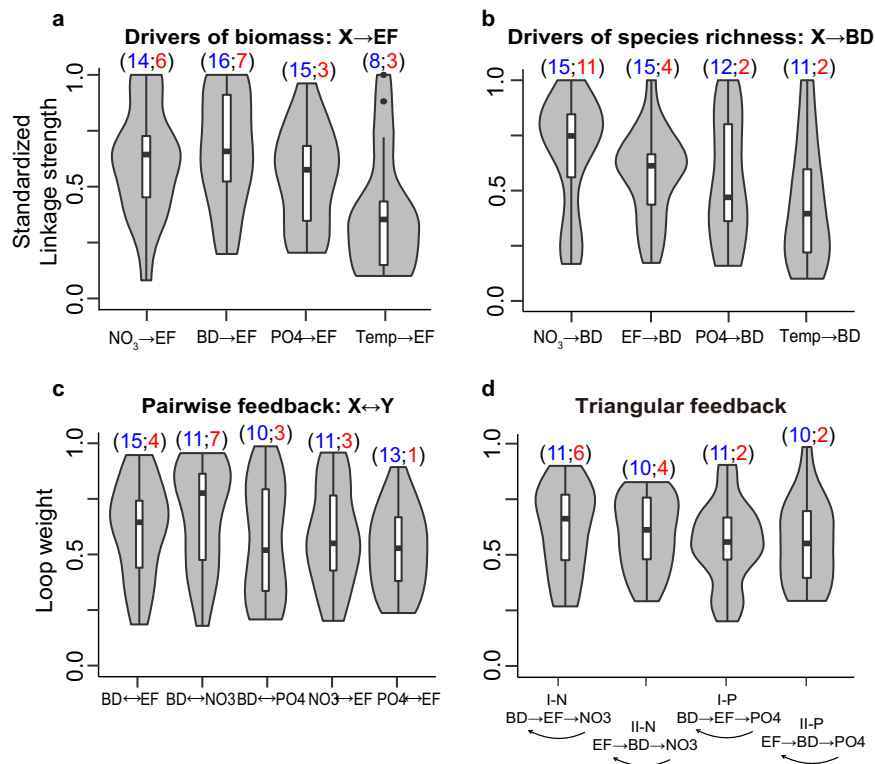 a
Drivers of biomass: X→EF
(14;6) (16;7) (15;3) (8;3)
Standardized
Linkage strength
1.0
0.5
0.0
NO₃→EF BD→EF PO4→EF Temp→EF
b
Drivers of species richness: X→BD
(15;11) (15;4) (12;2) (11;2)
1.0
0.5
0.0
NO₃→BD EF→BD PO4→BD Temp→BD
c
Pairwise feedback: X↔Y
(15;4) (11;7) (10;3) (11;3) (13;1)
Loop weight
1.0
0.5
0.0
BD↔EF BD↔NO3 BD↔PO4 NO3↔EF PO4↔EF
d
Triangular feedback
(11;6) (10;4) (11;2) (10;2)
1.0
0.5
0.0
I-N
BD→EF→NO3
II-N
EF→BD→NO3
I-P
BD→EF→PO4
II-P
EF→BD→PO4